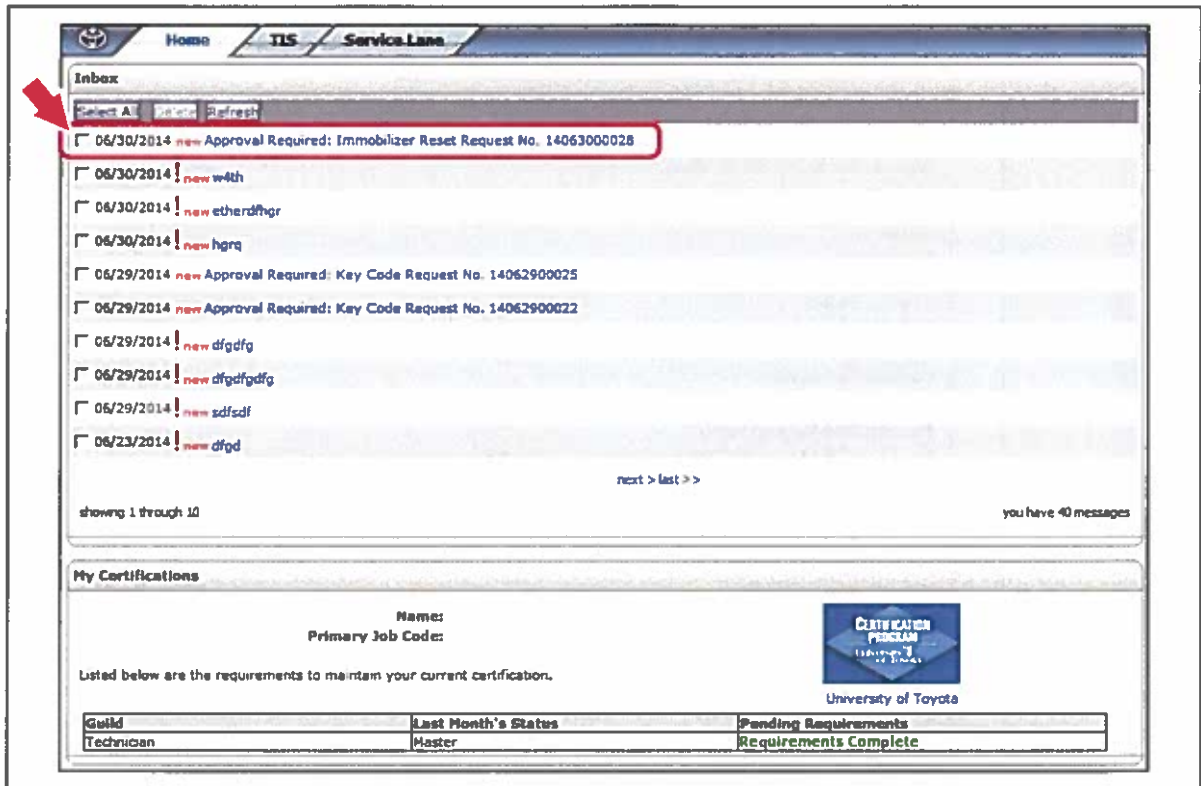 Home TLS Service Lane
Inbox
Select All Delete Refresh
06/30/2014 new Approval Required: Immobilizer Reset Request No. 14063000028
06/30/2014 ! new w4th
06/30/2014 ! new etherdfhgr
06/30/2014 ! new hgrq
06/29/2014 new Approval Required: Key Code Request No. 14062900025
06/29/2014 new Approval Required: Key Code Request No. 14062900022
06/29/2014 ! new dfgdfg
06/29/2014 ! new dfgdfgdfg
06/29/2014 ! new sdfsdf
06/23/2014 ! new dfgd
next > last >>
showing 1 through 10 you have 40 messages
My Certifications
Name:
Primary Job Code:
CERTIFICATION
PROGRAM
Listed below are the requirements to maintain your current certification.
University of Toyota
Guild Last Month's Status Pending Requirements
Technician Master Requirements Complete